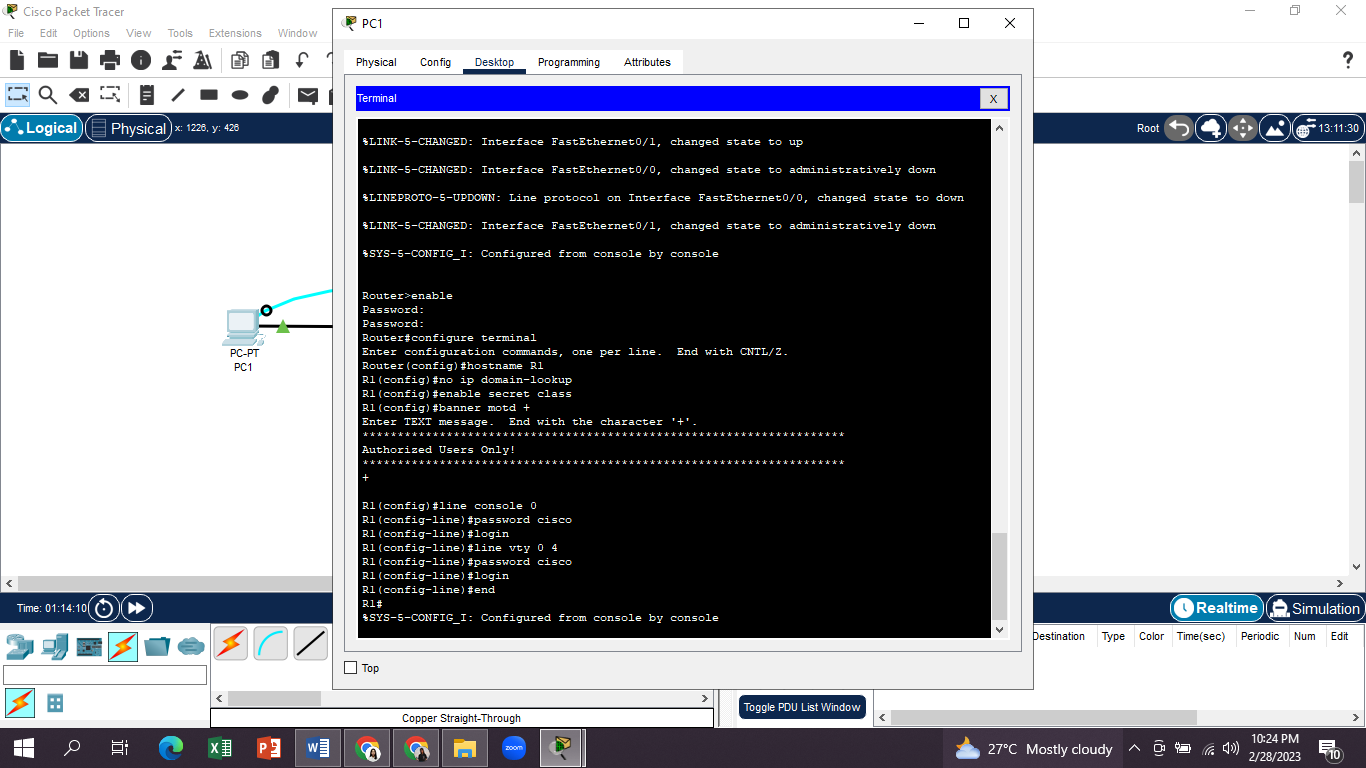 Cisco Packet Tracer
File Edit Options View Tools Extensions Window
PC1
Physical Config Desktop Programming Attributes
Terminal
X
Logical
Physical
x: 1226, y: 426
Root
13:11:30
%LINK-5-CHANGED: Interface FastEthernet0/1, changed state to up
%LINK-5-CHANGED: Interface FastEthernet0/0, changed state to administratively down
%LINEPROTO-5-UPDOWN: Line protocol on Interface FastEthernet0/0, changed state to down
%LINK-5-CHANGED: Interface FastEthernet0/1, changed state to administratively down
%SYS-5-CONFIG_I: Configured from console by console
Router>enable
Password:
Password:
Router#configure terminal
Enter configuration commands, one per line.  End with CNTL/Z.
Router(config)#hostname R1
R1(config)#no ip domain-lookup
R1(config)#enable secret class
R1(config)#banner motd +
Enter TEXT message.  End with the character '+'.
*********************************************************************
Authorized Users Only!
*********************************************************************
+
R1(config)#line console 0
R1(config-line)#password cisco
R1(config-line)#login
R1(config-line)#line vty 0 4
R1(config-line)#password cisco
R1(config-line)#login
R1(config-line)#end
R1#
%SYS-5-CONFIG_I: Configured from console by console
PC-PT
PC1
Top
Time: 01:14:10
Realtime
Simulation
Destination Type Color Time(sec) Periodic Num Edit
Copper Straight-Through
Toggle PDU List Window
zoom
27°C Mostly cloudy
10:24 PM
2/28/2023
10